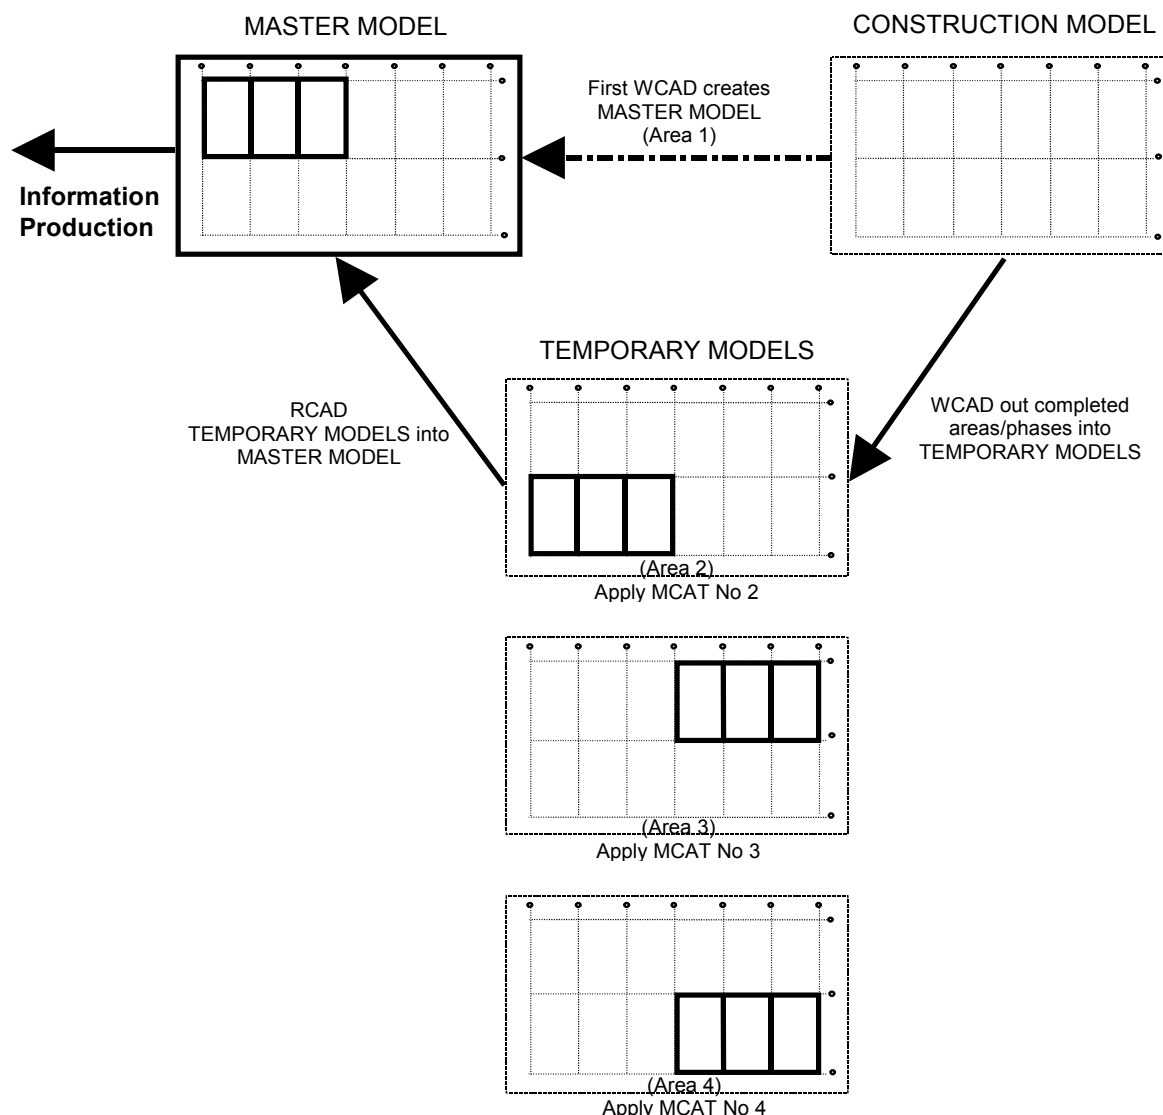 MASTER MODEL
CONSTRUCTION MODEL
First WCAD creates
MASTER MODEL
(Area 1)
Information
Production
TEMPORARY MODELS
RCAD
TEMPORARY MODELS into
MASTER MODEL
WCAD out completed
areas/phases into
TEMPORARY MODELS
(Area 2)
Apply MCAT No 2
(Area 3)
Apply MCAT No 3
(Area 4)
Apply MCAT No 4